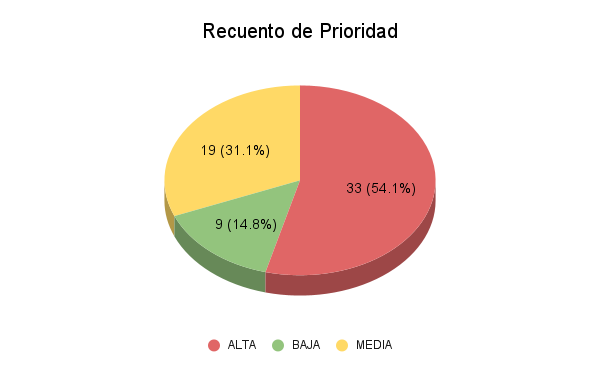 Recuento de Prioridad
19 (31.1%)
33 (54.1%)
9 (14.8%)
ALTA
BAJA
MEDIA